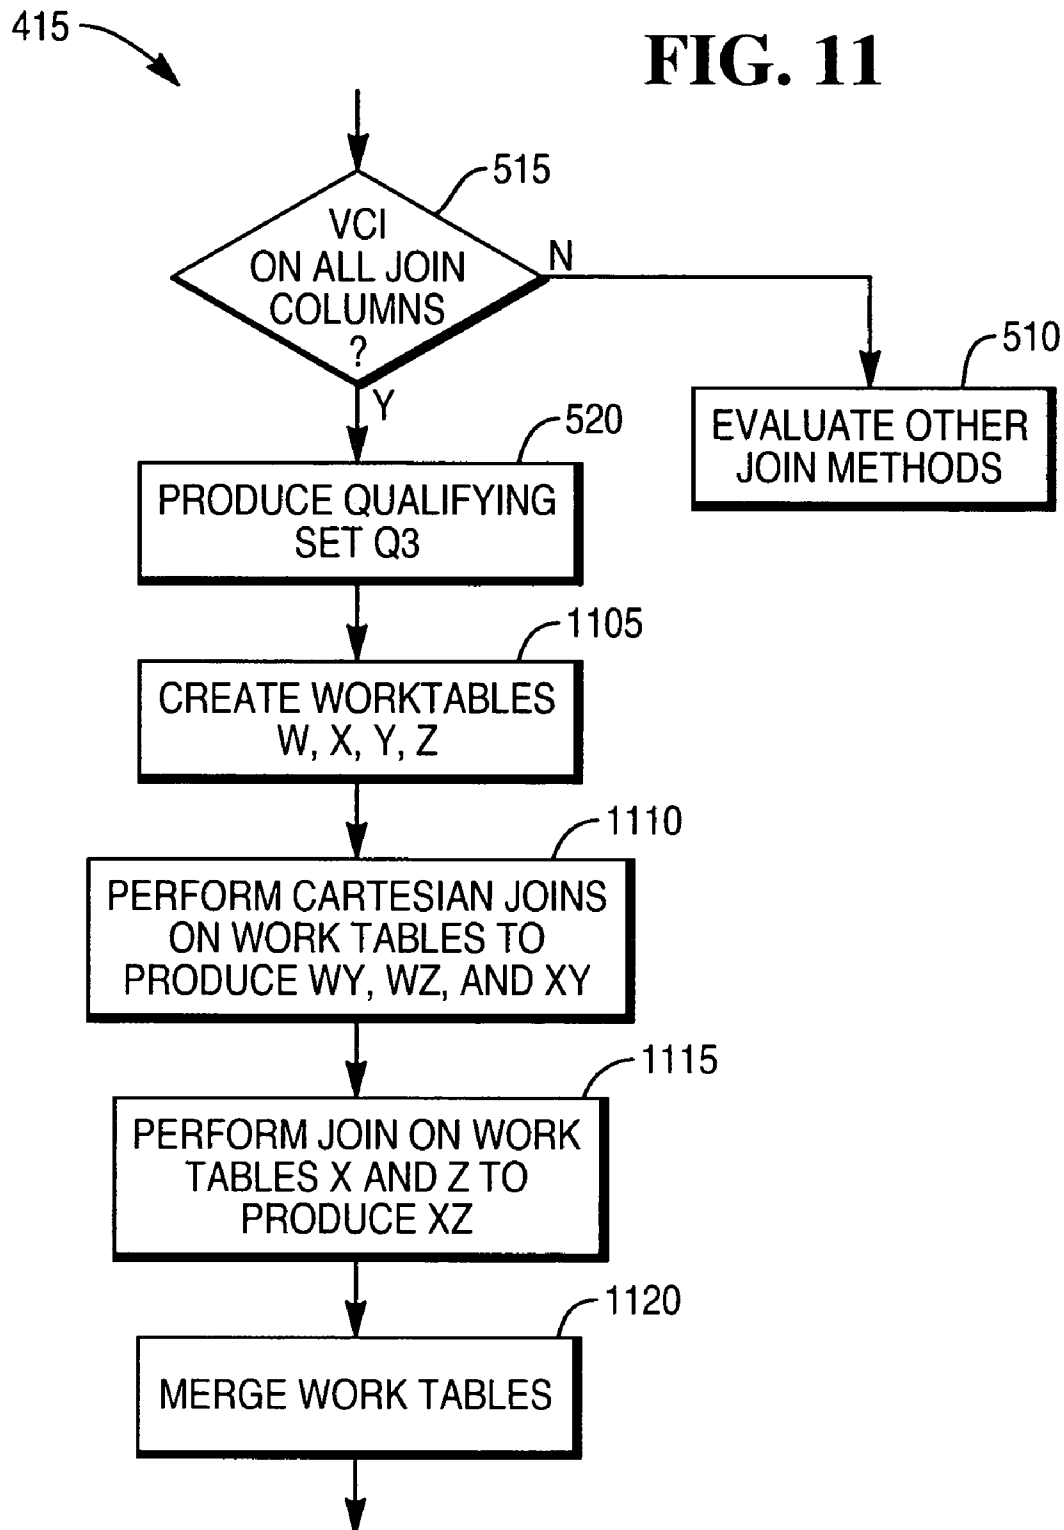 415
FIG. 11
515
VCI
ON ALL JOIN
COLUMNS
?
N
Y
510
EVALUATE OTHER
JOIN METHODS
520
PRODUCE QUALIFYING
SET Q3
1105
CREATE WORKTABLES
W, X, Y, Z
1110
PERFORM CARTESIAN JOINS
ON WORK TABLES TO
PRODUCE WY, WZ, AND XY
1115
PERFORM JOIN ON WORK
TABLES X AND Z TO
PRODUCE XZ
1120
MERGE WORK TABLES